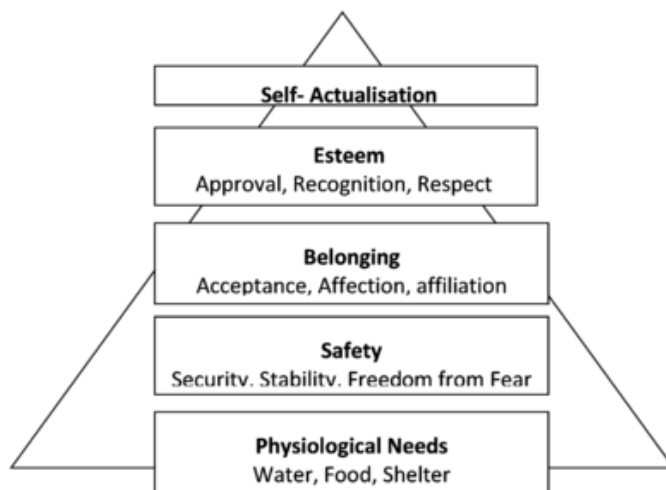 Self- Actualisation
Esteem
Approval, Recognition, Respect
Belonging
Acceptance, Affection, affiliation
Safety
Security, Stability, Freedom from Fear
Physiological Needs
Water, Food, Shelter